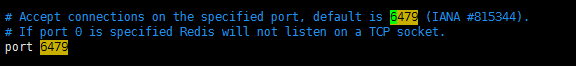 # Accept connections on the specified port, default is 6479 (IANA #815344).
# If port 0 is specified Redis will not listen on a TCP socket.
port 6479